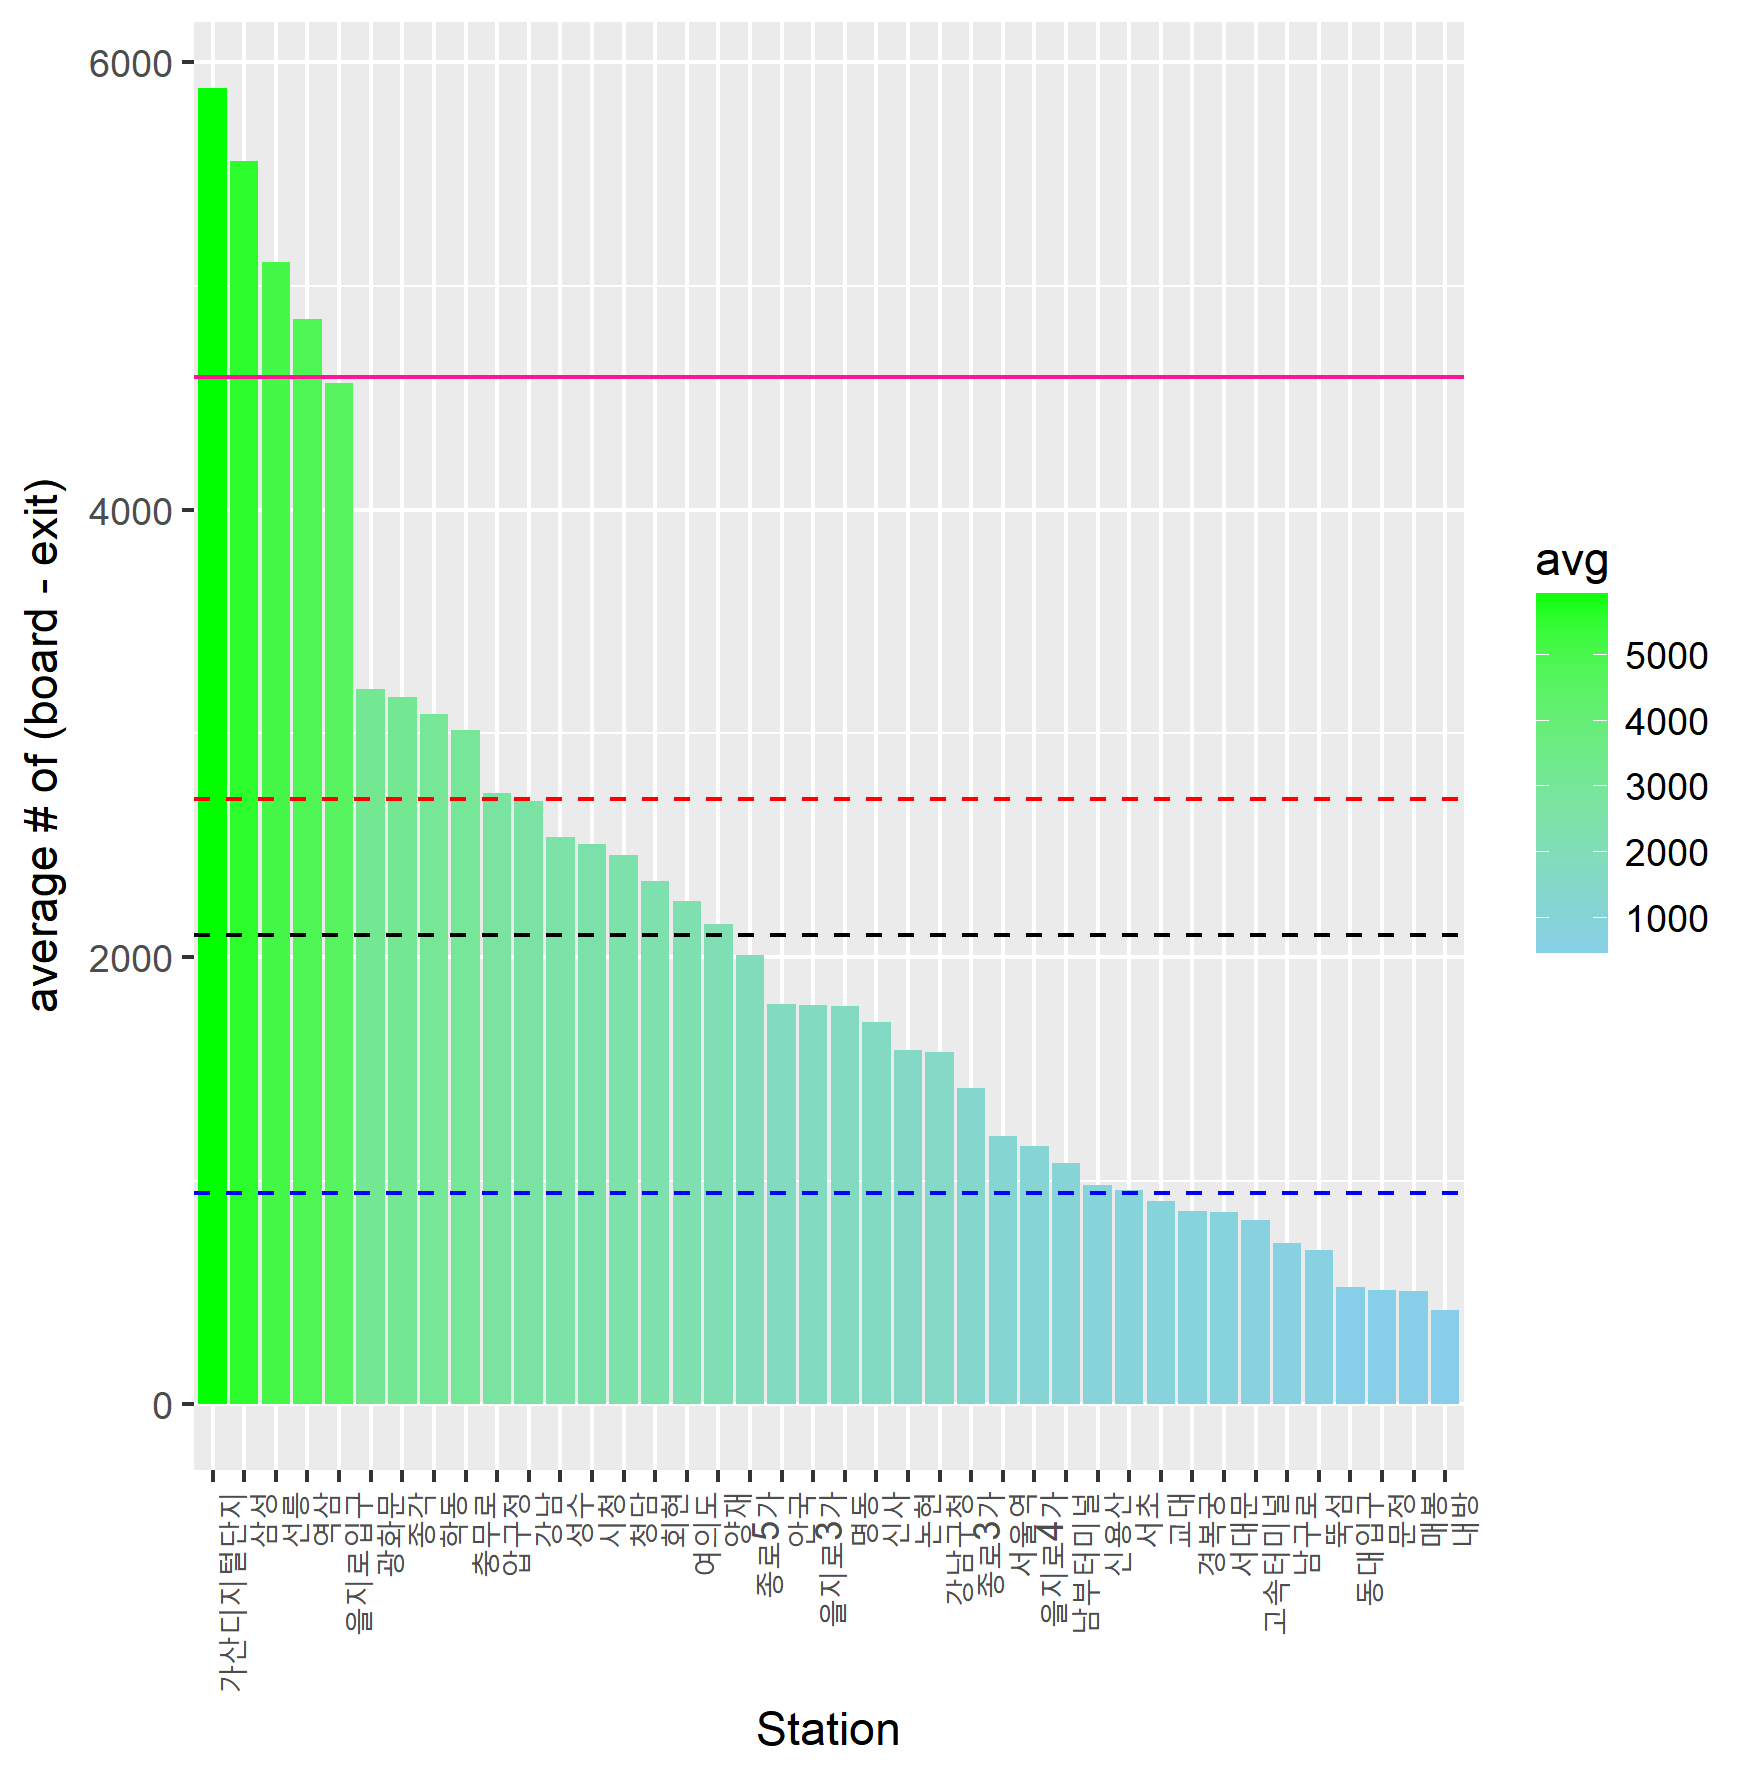 6000
4000
2000
0
average # of (board - exit)
가산디지털단지
삼성
선릉
역삼
을지로입구
광화문
종각
학동
충무로
압구정
강남
성수
시청
청담
회현
여의도
양재
종로5가
안국
을지로3가
명동
신사
논현
강남구청
종로3가
서울역
을지로4가
남부터미널
신용산
서초
교대
경복궁
서대문
고속터미널
남구로
뚝섬
동대입구
문정
매봉
내방
Station
avg
5000
4000
3000
2000
1000